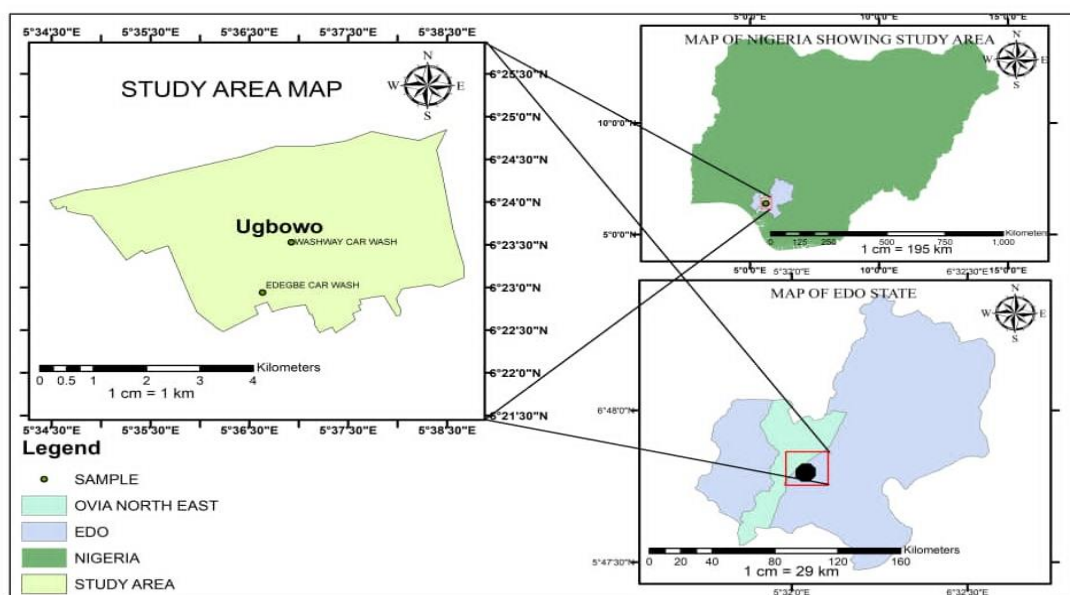 5°34'30"E 5°35'30"E 5°36'30"E 5°37'30"E 5°38'30"E
STUDY AREA MAP
N
W E
S
6°25'30"N
6°25'0"N
6°24'30"N
6°24'0"N
6°23'30"N
6°23'0"N
6°22'30"N
6°22'0"N
6°21'30"N
Ugbowo
WASHWAY CAR WASH
EDEGBE CAR WASH
Kilometers
0 0.5 1 2 3 4
1 cm = 1 km
5°34'30"E 5°35'30"E 5°36'30"E 5°37'30"E 5°38'30"E
Legend
SAMPLE
OVIA NORTH EAST
EDO
NIGERIA
STUDY AREA
5°0'0"E 10°0'0"E 15°0'0"E
MAP OF NIGERIA SHOWING STUDY AREA
N
W E
S
10°0'0"N
5°0'0"N
Kilometers
0 125 250 500 750 1,000
1 cm = 195 km
5°0'0"E 10°0'0"E 15°0'0"E
5°32'0"E 6°32'30"E
MAP OF EDO STATE
N
W E
S
6°48'0"N
5°47'30"N
Kilometers
0 20 40 80 120 160
1 cm = 29 km
5°32'0"E 6°32'30"E